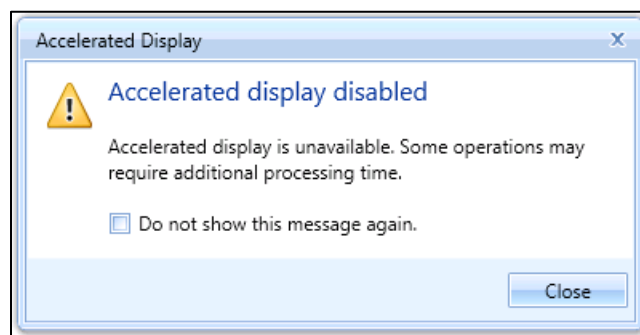 Accelerated Display
Accelerated display disabled
Accelerated display is unavailable. Some operations may
require additional processing time.
Do not show this message again.
Close